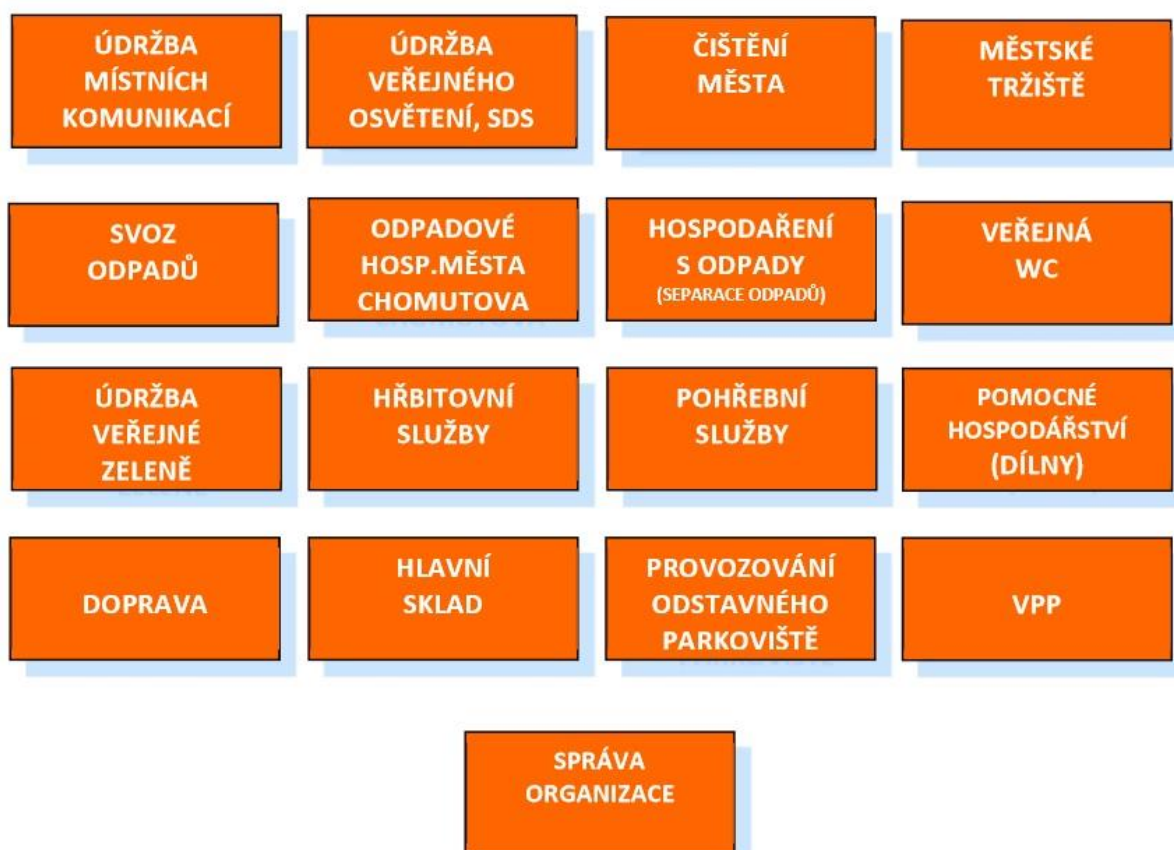 ÚDRŽBA
MÍSTNÍCH
KOMUNIKACÍ
ÚDRŽBA
VEŘEJNÉHO
OSVĚTENÍ, SDS
ČIŠTĚNÍ
MĚSTA
MĚSTSKÉ
TRŽIŠTĚ
SVOZ
ODPADŮ
ODPADOVÉ
HOSP.MĚSTA
CHOMUTOVA
HOSPODAŘENÍ
S ODPADY
(SEPARACE ODPADŮ)
VEŘEJNÁ
WC
ÚDRŽBA
VEŘEJNÉ
ZELENĚ
HŘBITOVNÍ
SLUŽBY
POHŘEBNÍ
SLUŽBY
POMOCNÉ
HOSPODÁŘSTVÍ
(DÍLNY)
DOPRAVA
HLAVNÍ
SKLAD
PROVOZOVÁNÍ
ODSTAVNÉHO
PARKOVIŠTĚ
VPP
SPRÁVA
ORGANIZACE